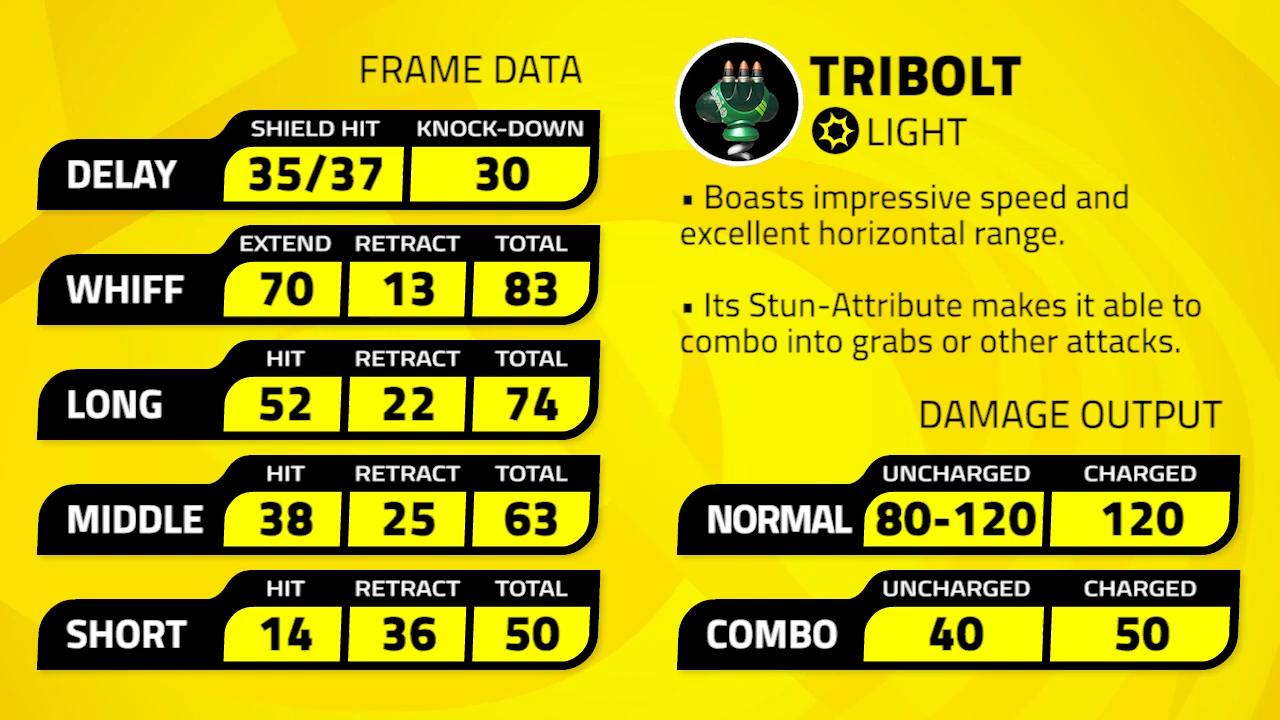 FRAME DATA
SHIELD HIT KNOCK-DOWN
DELAY 35/37 30
EXTEND RETRACT TOTAL
WHIFF 70 13 83
HIT RETRACT TOTAL
LONG 52 22 74
HIT RETRACT TOTAL
MIDDLE 38 25 63
HIT RETRACT TOTAL
SHORT 14 36 50
TRIBOLT
LIGHT
▪ Boasts impressive speed and
excellent horizontal range.
▪ Its Stun-Attribute makes it able to
combo into grabs or other attacks.
DAMAGE OUTPUT
UNCHARGED CHARGED
NORMAL 80-120 120
UNCHARGED CHARGED
COMBO 40 50